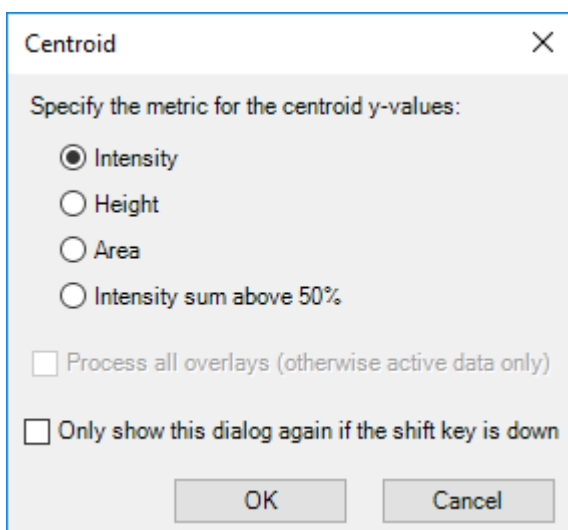 Centroid
Specify the metric for the centroid y-values:
Intensity
Height
Area
Intensity sum above 50%
Process all overlays (otherwise active data only)
Only show this dialog again if the shift key is down
OK Cancel